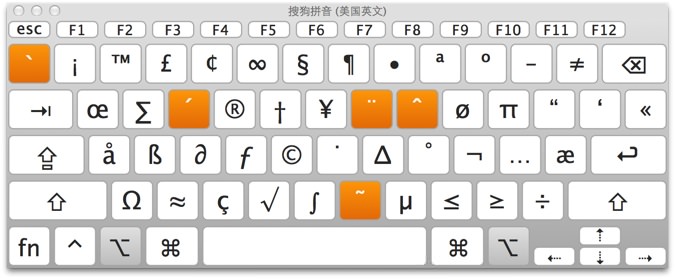 搜狗拼音 (美国英文)
esc F1 F2 F3 F4 F5 F6 F7 F8 F9 F10 F11 F12
` ¡ ™ £ ¢ ∞ § ¶ • ª º – ≠ ⌫
⇥ œ ∑ ´ ® † ¥ ¨ ˆ ø π “ ‘ «
⇪ å ß ∂ ƒ © ˙ ∆ ˚ ¬ … æ ↩
⇧ Ω ≈ ç √ ∫ ˜ µ ≤ ≥ ÷ ⇧
fn ^ ⌥ ⌘ ⌘ ⌥ ⇠ ⇡ ⇣ ⇢